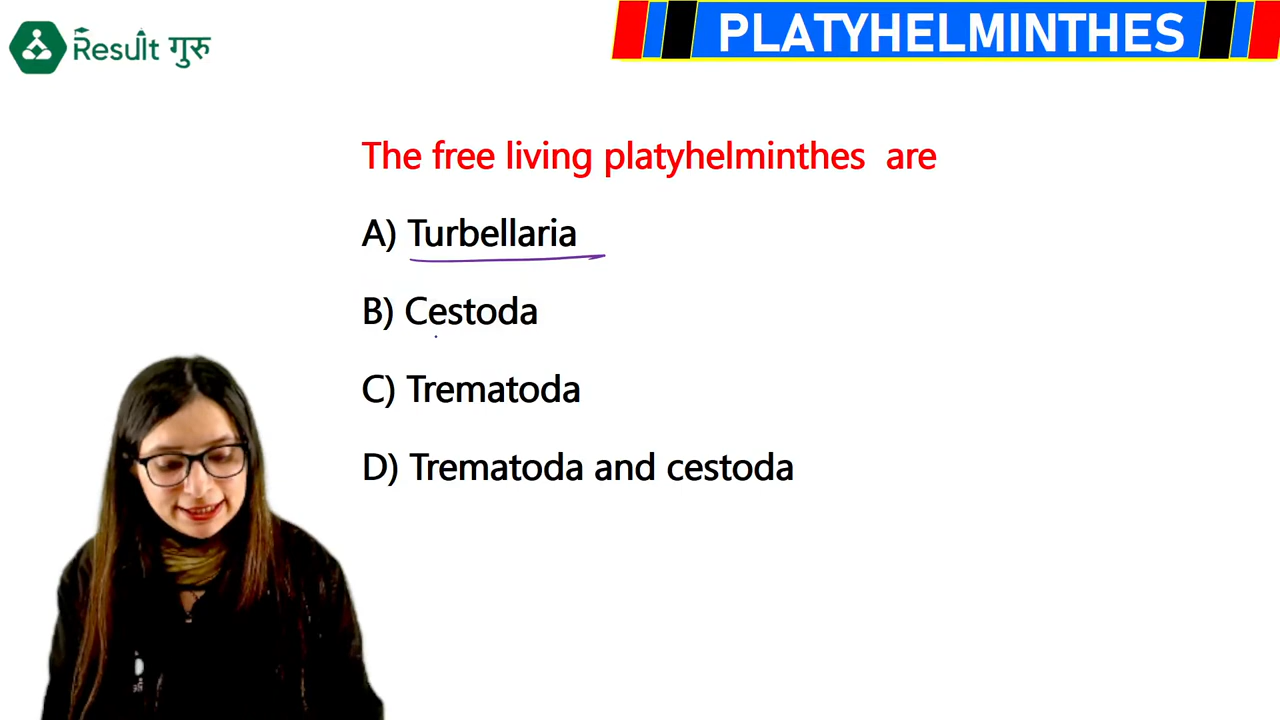 Result गुरु
PLATYHELMINTHES
The free living platyhelminthes are
A) Turbellaria
B) Cestoda
C) Trematoda
D) Trematoda and cestoda